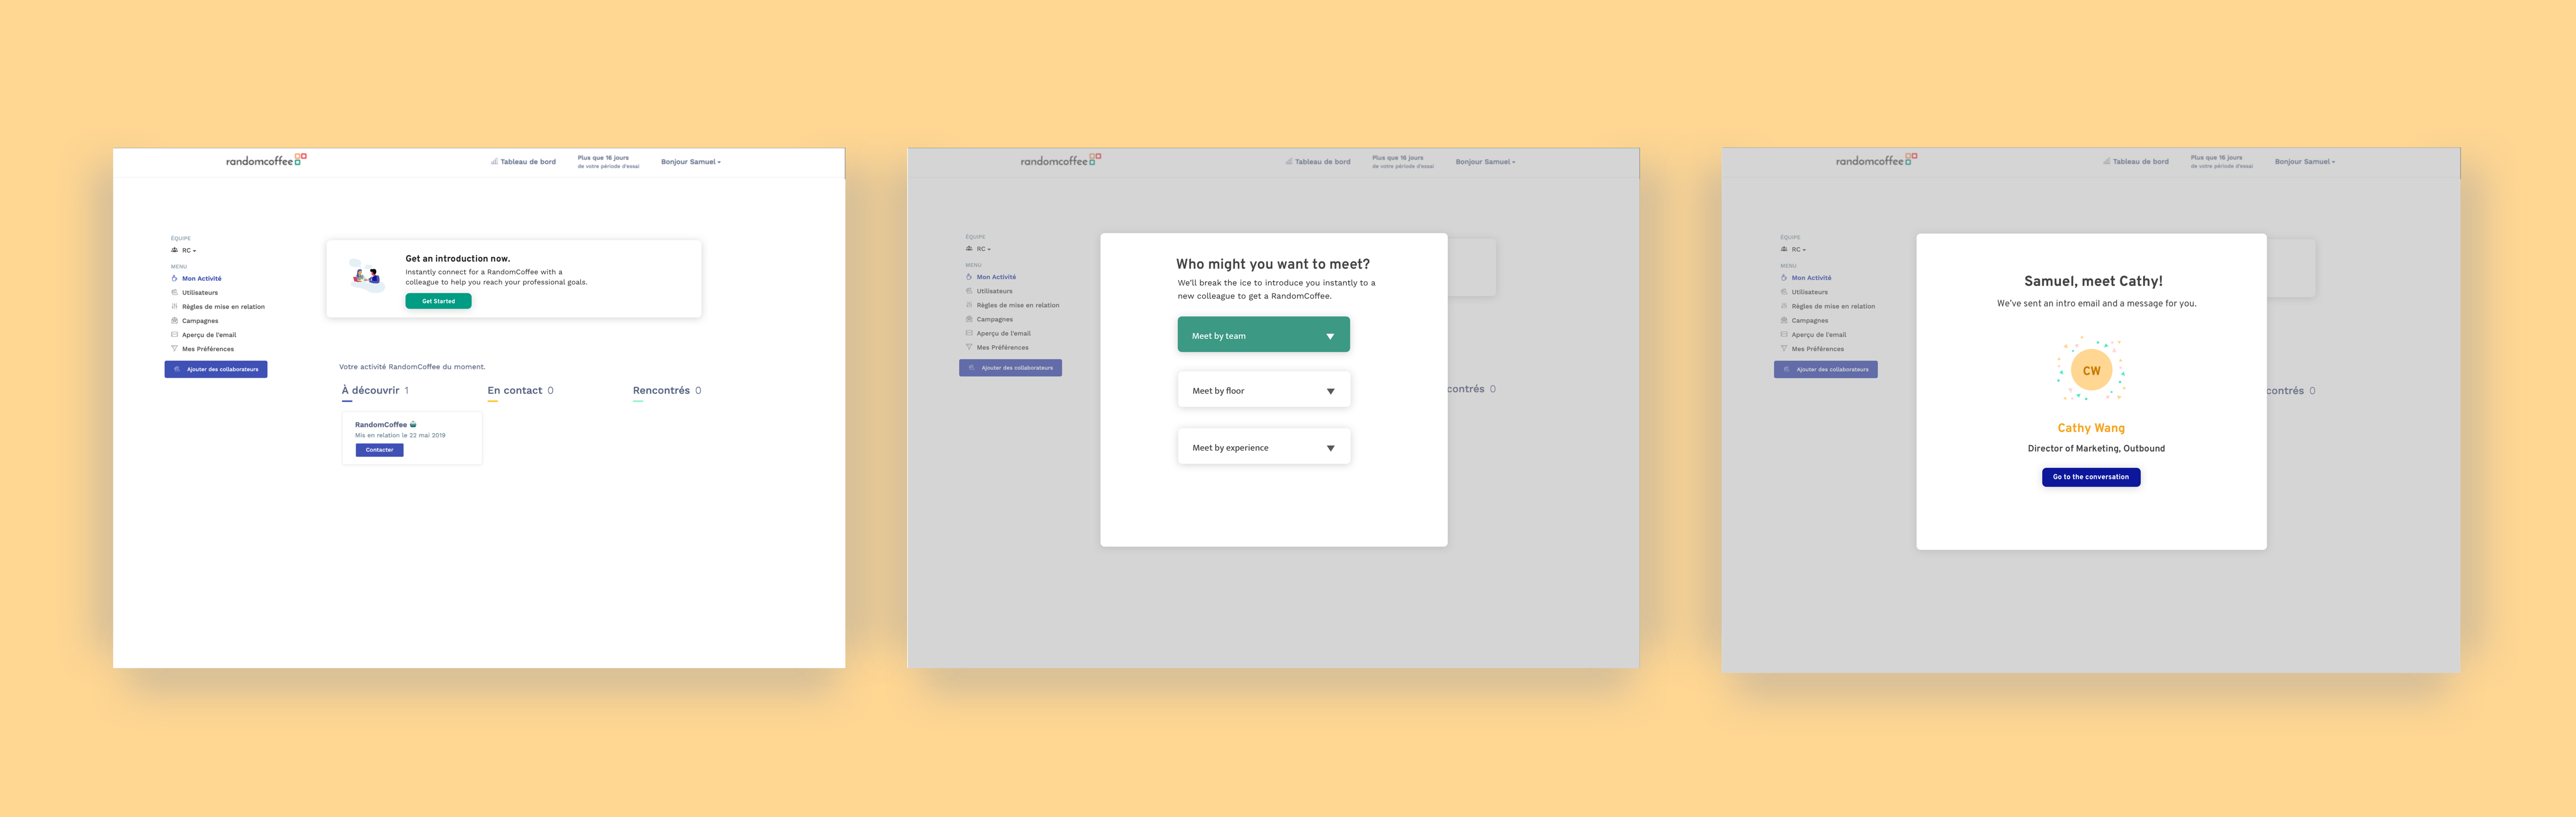 randomcoffee
Tableau de bord
Plus que 16 jours
de votre période d'essai
Bonjour Samuel
ÉQUIPE
RC
MENU
Mon Activité
Utilisateurs
Règles de mise en relation
Campagnes
Aperçu de l'email
Mes Préférences
Ajouter des collaborateurs
Get an introduction now.
Instantly connect for a RandomCoffee with a
colleague to help you reach your professional goals.
Get Started
Votre activité RandomCoffee du moment.
À découvrir 1
En contact 0
Rencontrés 0
RandomCoffee
Mis en relation le 22 mai 2019
Contacter
randomcoffee
Tableau de bord
Plus que 16 jours
de votre période d'essai
Bonjour Samuel
ÉQUIPE
RC
MENU
Mon Activité
Utilisateurs
Règles de mise en relation
Campagnes
Aperçu de l'email
Mes Préférences
Ajouter des collaborateurs
Who might you want to meet?
We'll break the ice to introduce you instantly to a
new colleague to get a RandomCoffee.
Meet by team
Meet by floor
Meet by experience
contrés 0
randomcoffee
Tableau de bord
Plus que 16 jours
de votre période d'essai
Bonjour Samuel
ÉQUIPE
RC
MENU
Mon Activité
Utilisateurs
Règles de mise en relation
Campagnes
Aperçu de l'email
Mes Préférences
Ajouter des collaborateurs
Samuel, meet Cathy!
We've sent an intro email and a message for you.
CW
Cathy Wang
Director of Marketing, Outbound
Go to the conversation
contrés 0